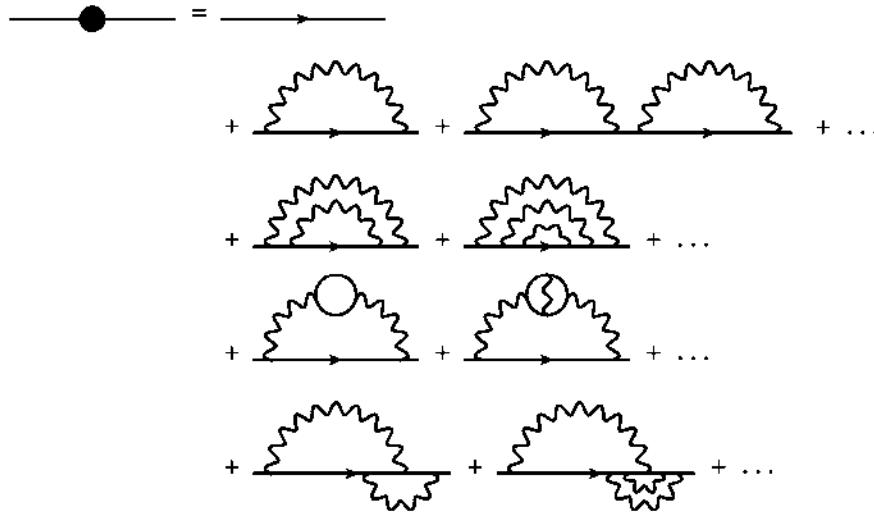 =
+ + + ...
+ + + ...
+ + + ...
+ + + ...